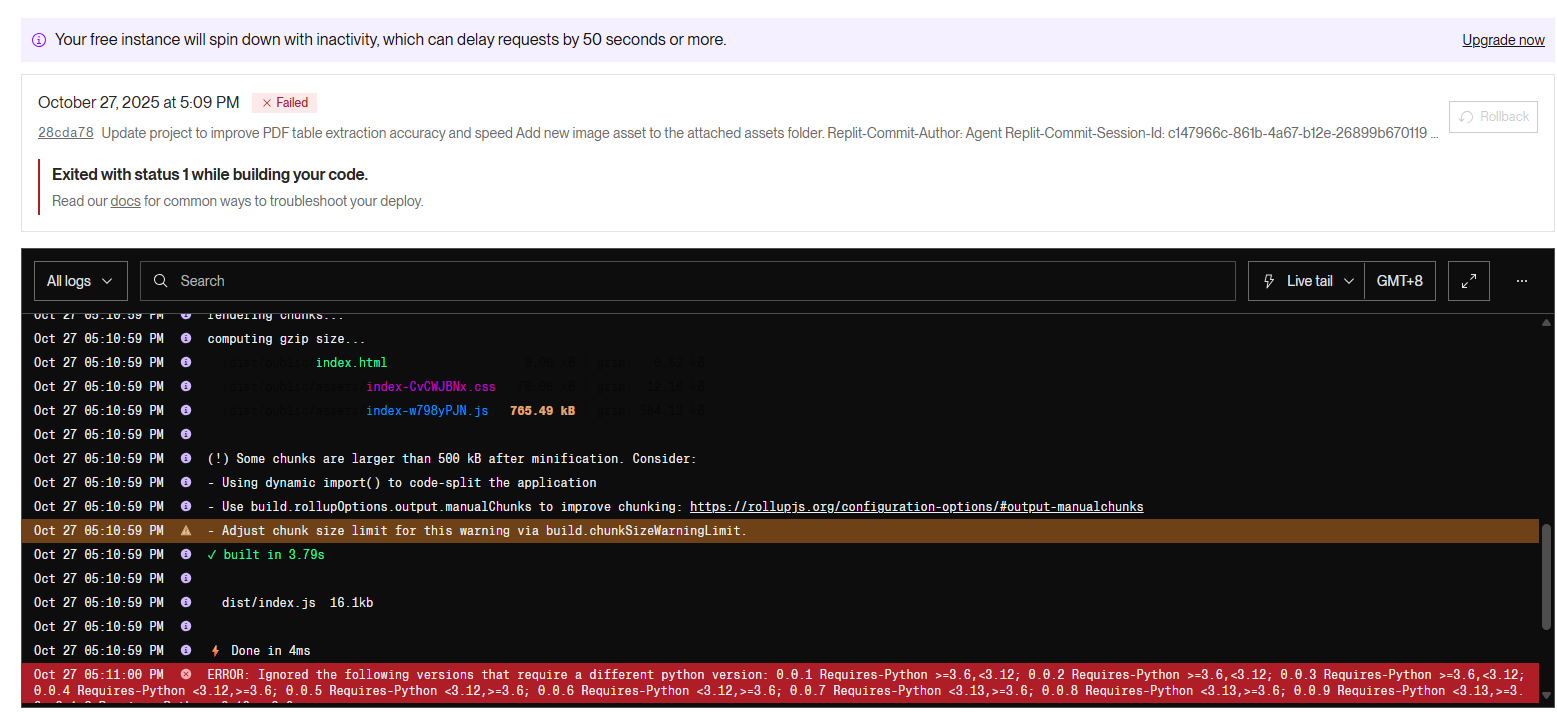 Your free instance will spin down with inactivity, which can delay requests by 50 seconds or more. Upgrade now
October 27, 2025 at 5:09 PM Failed
28cda78 Update project to improve PDF table extraction accuracy and speed Add new image asset to the attached assets folder. Replit-Commit-Author: Agent Replit-Commit-Session-Id: c147966c-861b-4a67-b12e-26899b670119 ...
Rollback
Exited with status 1 while building your code.
Read our docs for common ways to troubleshoot your deploy.
All logs Search Live tail GMT+8 ...
Oct 27 05:10:59 PM rendering chunks...
Oct 27 05:10:59 PM computing gzip size...
Oct 27 05:10:59 PM index.html
Oct 27 05:10:59 PM index-CvCWJBNx.css
Oct 27 05:10:59 PM index-w798yPJN.js 765.49 kB
Oct 27 05:10:59 PM
Oct 27 05:10:59 PM (!) Some chunks are larger than 500 kB after minification. Consider:
Oct 27 05:10:59 PM - Using dynamic import() to code-split the application
Oct 27 05:10:59 PM - Use build.rollupOptions.output.manualChunks to improve chunking: https://rollupjs.org/configuration-options/#output-manualchunks
Oct 27 05:10:59 PM - Adjust chunk size limit for this warning via build.chunkSizeWarningLimit.
Oct 27 05:10:59 PM ✓ built in 3.79s
Oct 27 05:10:59 PM
Oct 27 05:10:59 PM dist/index.js 16.1kb
Oct 27 05:10:59 PM
Oct 27 05:10:59 PM ⚡ Done in 4ms
Oct 27 05:11:00 PM ERROR: Ignored the following versions that require a different python version: 0.0.1 Requires-Python >=3.6,<3.12; 0.0.2 Requires-Python >=3.6,<3.12; 0.0.3 Requires-Python >=3.6,<3.12;
0.0.4 Requires-Python <3.12,>=3.6; 0.0.5 Requires-Python <3.12,>=3.6; 0.0.6 Requires-Python <3.12,>=3.6; 0.0.7 Requires-Python <3.13,>=3.6; 0.0.8 Requires-Python <3.13,>=3.6; 0.0.9 Requires-Python <3.13,>=3.